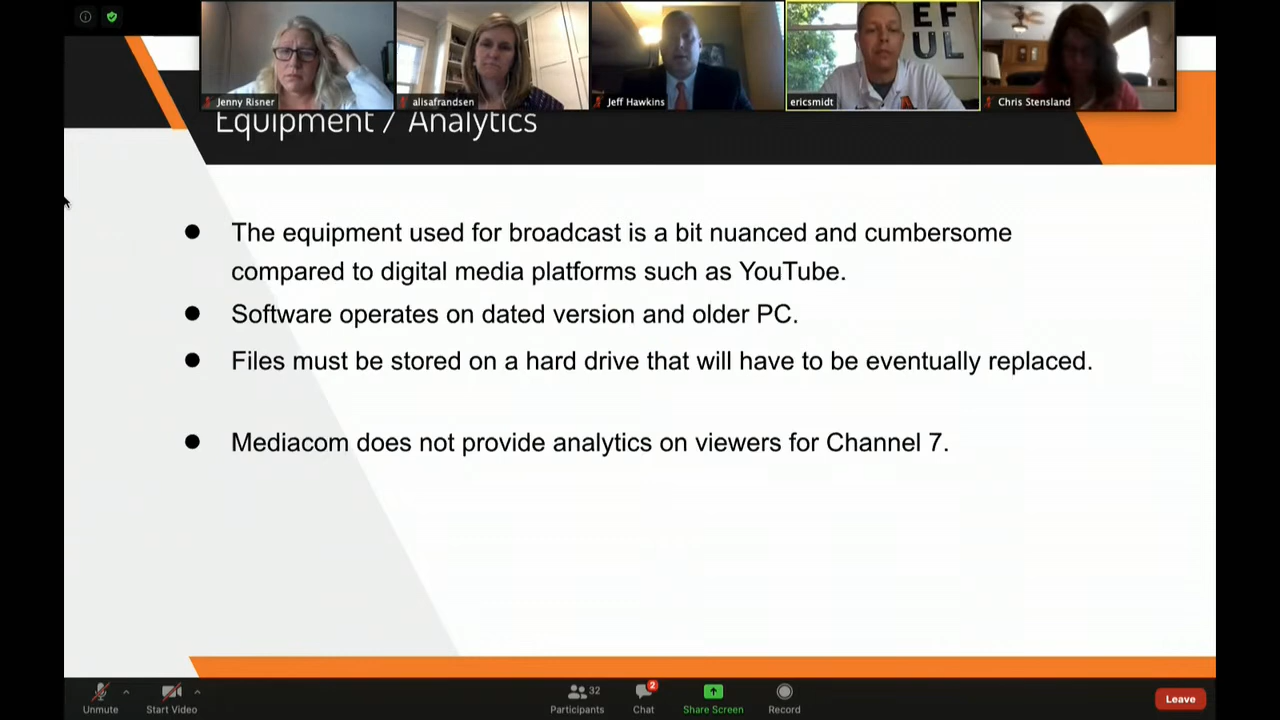 Jenny Risner
alisafrandsen
Jeff Hawkins
ericsmidt
Chris Stensland
EF
UL
Equipment / Analytics
● The equipment used for broadcast is a bit nuanced and cumbersome
compared to digital media platforms such as YouTube.
● Software operates on dated version and older PC.
● Files must be stored on a hard drive that will have to be eventually replaced.
● Mediacom does not provide analytics on viewers for Channel 7.
Unmute
Start Video
32
Participants
2
Chat
Share Screen
Record
Leave